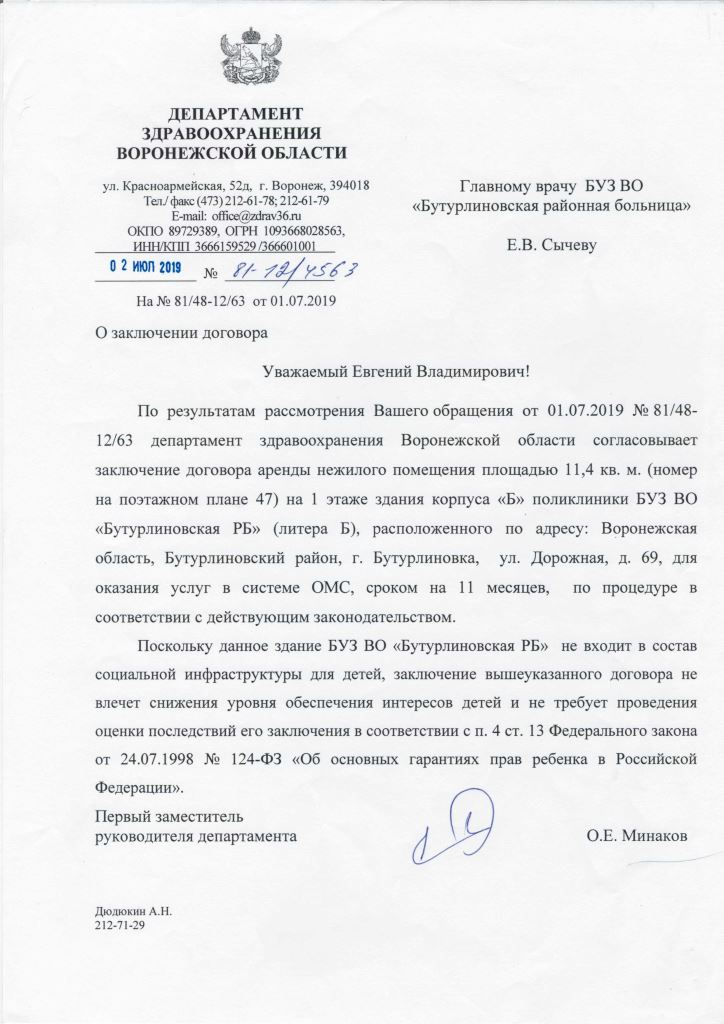 ДЕПАРТАМЕНТ
ЗДРАВООХРАНЕНИЯ
ВОРОНЕЖСКОЙ ОБЛАСТИ
ул. Красноармейская, 52д, г. Воронеж, 394018
Тел./ факс (473) 212-61-78; 212-61-79
E-mail: office@zdrav36.ru
ОКПО 89729389, ОГРН 1093668028563,
ИНН/КПП 3666159529 /366601001
02 ИЮЛ 2019 № 81-12/4563
На № 81/48-12/63 от 01.07.2019
Главному врачу БУЗ ВО
«Бутурлиновская районная больница»
Е.В. Сычеву
О заключении договора
Уважаемый Евгений Владимирович!
По результатам рассмотрения Вашего обращения от 01.07.2019 № 81/48-
12/63 департамент здравоохранения Воронежской области согласовывает
заключение договора аренды нежилого помещения площадью 11,4 кв. м. (номер
на поэтажном плане 47) на 1 этаже здания корпуса «Б» поликлиники БУЗ ВО
«Бутурлиновская РБ» (литера Б), расположенного по адресу: Воронежская
область, Бутурлиновский район, г. Бутурлиновка, ул. Дорожная, д. 69, для
оказания услуг в системе ОМС, сроком на 11 месяцев, по процедуре в
соответствии с действующим законодательством.
Поскольку данное здание БУЗ ВО «Бутурлиновская РБ» не входит в состав
социальной инфраструктуры для детей, заключение вышеуказанного договора не
влечет снижения уровня обеспечения интересов детей и не требует проведения
оценки последствий его заключения в соответствии с п. 4 ст. 13 Федерального закона
от 24.07.1998 № 124-ФЗ «Об основных гарантиях прав ребенка в Российской
Федерации».
Первый заместитель
руководителя департамента О.Е. Минаков
Дюдюкин А.Н.
212-71-29